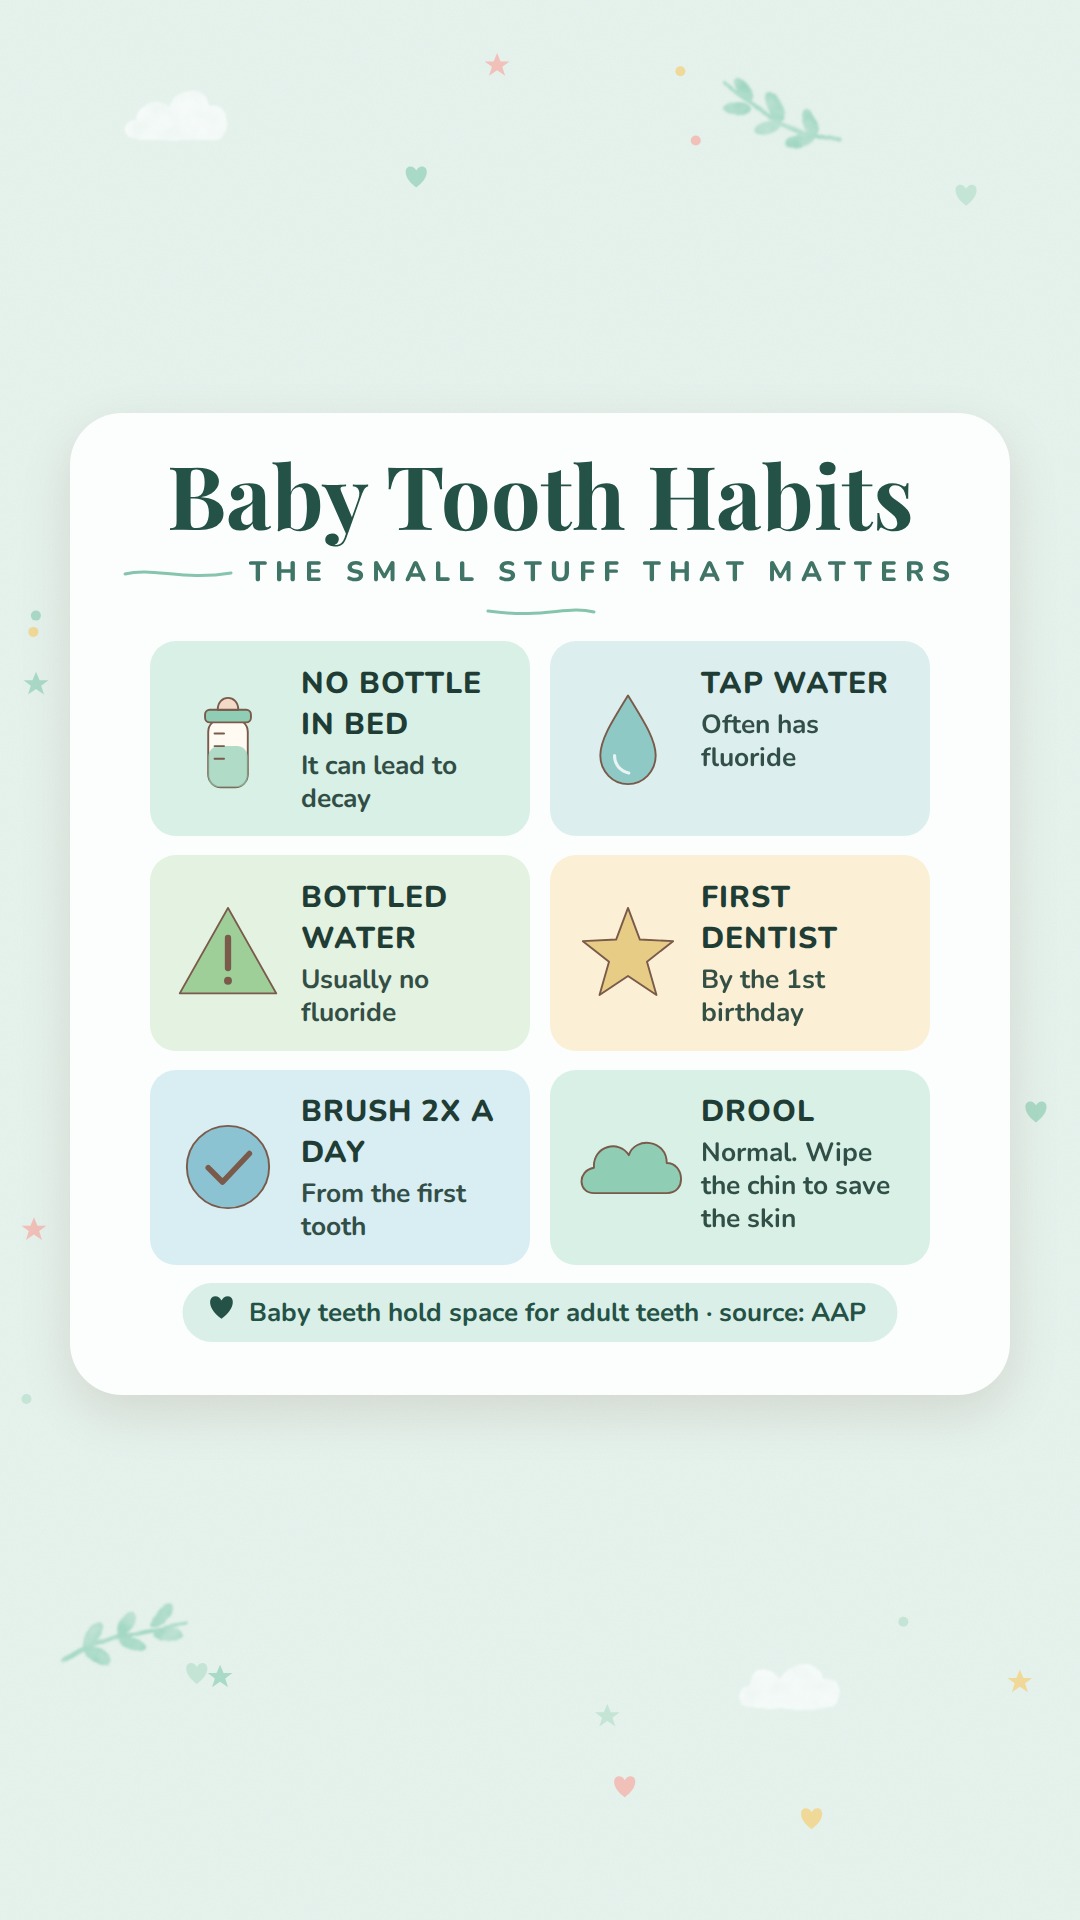 Baby Tooth Habits
THE SMALL STUFF THAT MATTERS
NO BOTTLE
IN BED
It can lead to
decay
TAP WATER
Often has
fluoride
BOTTLED
WATER
Usually no
fluoride
FIRST
DENTIST
By the 1st
birthday
BRUSH 2X A
DAY
From the first
tooth
DROOL
Normal. Wipe
the chin to save
the skin
Baby teeth hold space for adult teeth · source: AAP